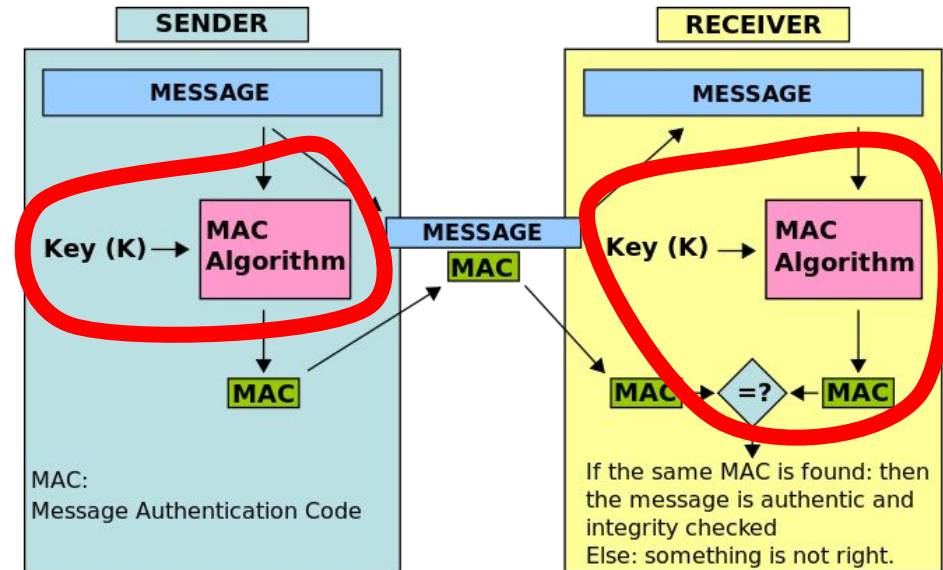 SENDER
MESSAGE
Key (K)
MAC
Algorithm
MAC
MAC:
Message Authentication Code
MESSAGE
MAC
RECEIVER
MESSAGE
Key (K)
MAC
Algorithm
MAC
=?
MAC
If the same MAC is found: then
the message is authentic and
integrity checked
Else: something is not right.